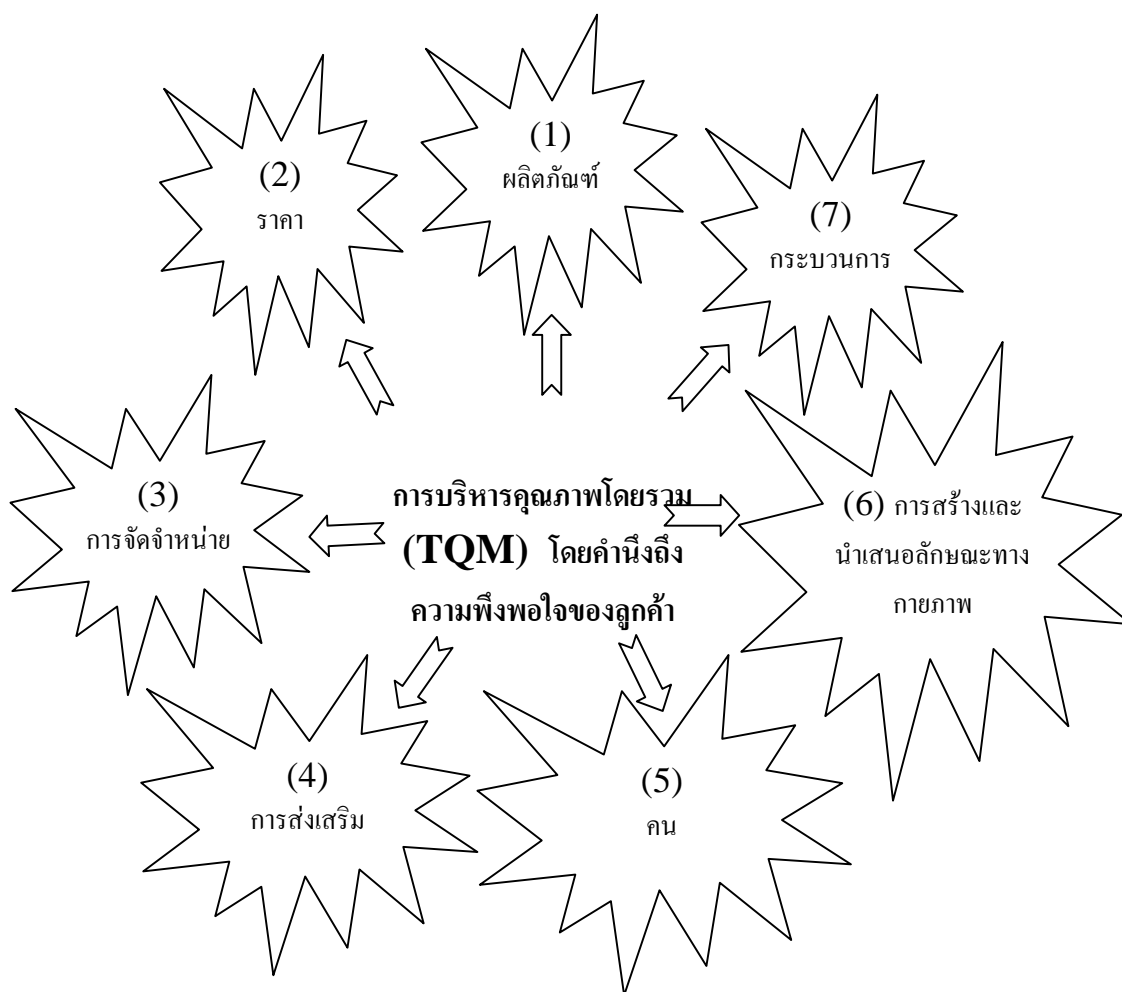 (1)
ผลิตภัณฑ์
(2)
ราคา
(7)
กระบวนการ
(3)
การจัดจำหน่าย
การบริหารคุณภาพโดยรวม
(TQM) โดยคำนึงถึง
ความพึงพอใจของลูกค้า
(6) การสร้างและ
นำเสนอลักษณะทาง
กายภาพ
(4)
การส่งเสริม
(5)
คน